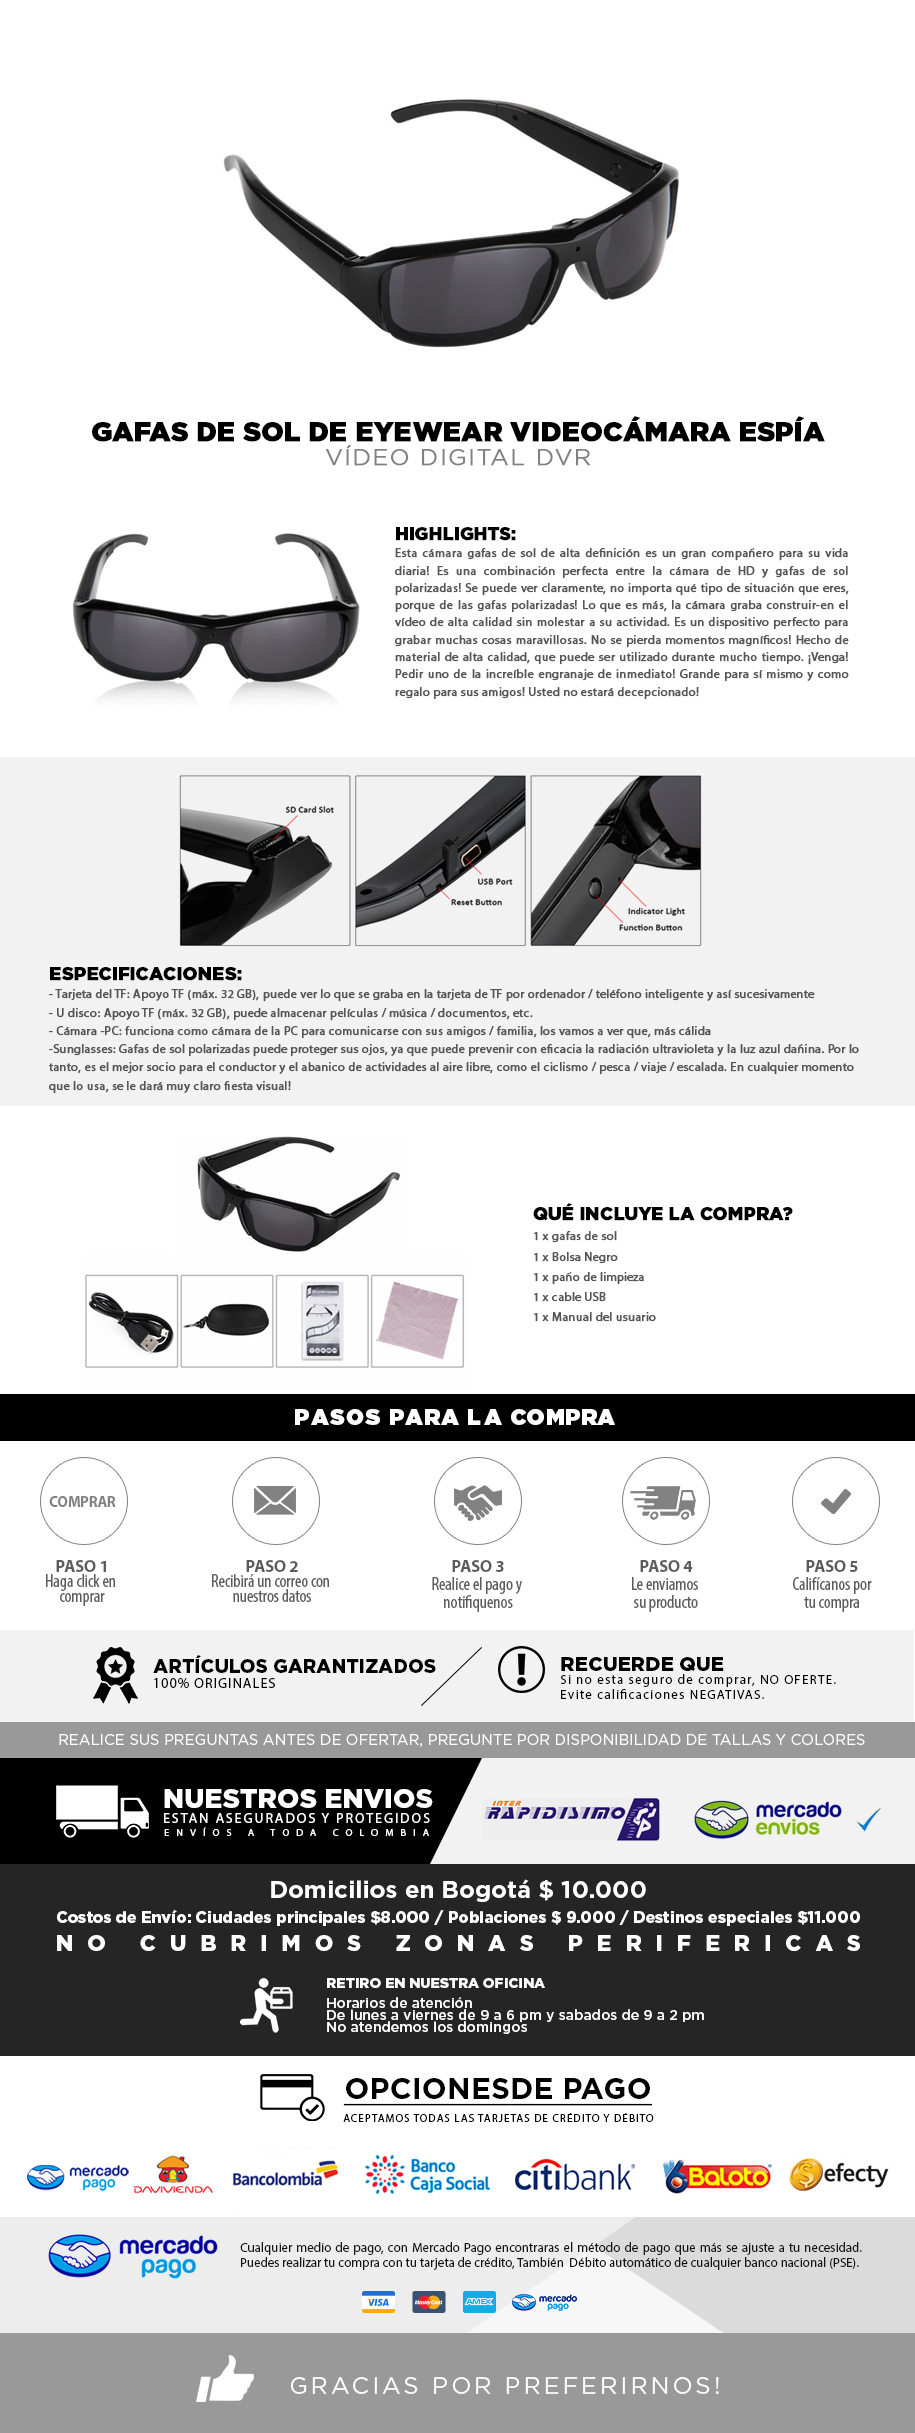 GAFAS DE SOL DE EYEWEAR VIDEOCÁMARA ESPÍA
VÍDEO DIGITAL DVR
HIGHLIGHTS:
Esta cámara gafas de sol de alta definición es un gran compañero para su vida
diaria! Es una combinación perfecta entre la cámara de HD y gafas de sol
polarizadas! Se puede ver claramente, no importa qué tipo de situación que eres,
porque de las gafas polarizadas! Lo que es más, la cámara graba construir-en el
vídeo de alta calidad sin molestar a su actividad. Es un dispositivo perfecto para
grabar muchas cosas maravillosas. No se pierda momentos magníficos! Hecho de
material de alta calidad, que puede ser utilizado durante mucho tiempo. ¡Venga!
Pedir uno de la increíble engranaje de inmediato! Grande para sí mismo y como
regalo para sus amigos! Usted no estará decepcionado!
SD Card Slot
USB Port
Reset Button
Indicator Light
Function Button
ESPECIFICACIONES:
- Tarjeta del TF: Apoyo TF (máx. 32 GB), puede ver lo que se graba en la tarjeta de TF por ordenador / teléfono inteligente y así sucesivamente
- U disco: Apoyo TF (máx. 32 GB), puede almacenar películas / música / documentos, etc.
- Cámara -PC: funciona como cámara de la PC para comunicarse con sus amigos / familia, los vamos a ver que, más cálida
-Sunglasses: Gafas de sol polarizadas puede proteger sus ojos, ya que puede prevenir con eficacia la radiación ultravioleta y la luz azul dañina. Por lo
tanto, es el mejor socio para el conductor y el abanico de actividades al aire libre, como el ciclismo / pesca / viaje / escalada. En cualquier momento
que lo usa, se le dará muy claro fiesta visual!
QUÉ INCLUYE LA COMPRA?
1 x gafas de sol
1 x Bolsa Negro
1 x paño de limpieza
1 x cable USB
1 x Manual del usuario
PASOS PARA LA COMPRA
COMPRAR
PASO 1
Haga click en
comprar
PASO 2
Recibirá un correo con
nuestros datos
PASO 3
Realice el pago y
notifiquenos
PASO 4
Le enviamos
su producto
PASO 5
Califícanos por
tu compra
ARTÍCULOS GARANTIZADOS
100% ORIGINALES
RECUERDE QUE
Si no esta seguro de comprar, NO OFERTE.
Evite calificaciones NEGATIVAS.
REALICE SUS PREGUNTAS ANTES DE OFERTAR, PREGUNTE POR DISPONIBILIDAD DE TALLAS Y COLORES
NUESTROS ENVIOS
ESTAN ASEGURADOS Y PROTEGIDOS
ENVÍOS A TODA COLOMBIA
INTER
RAPIDISIMO
mercado
envios
Domicilios en Bogotá $ 10.000
Costos de Envío: Ciudades principales $8.000 / Poblaciones $ 9.000 / Destinos especiales $11.000
NO CUBRIMOS ZONAS PERIFERICAS
RETIRO EN NUESTRA OFICINA
Horarios de atención
De lunes a viernes de 9 a 6 pm y sabados de 9 a 2 pm
No atendemos los domingos
OPCIONESDE PAGO
ACEPTAMOS TODAS LAS TARJETAS DE CRÉDITO Y DÉBITO
mercado
pago
DAVIVIENDA
Bancolombia
Banco
Caja Social
citibank
Baloto
efecty
mercado
pago
Cualquier medio de pago, con Mercado Pago encontraras el método de pago que más se ajuste a tu necesidad.
Puedes realizar tu compra con tu tarjeta de crédito, También Débito automático de cualquier banco nacional (PSE).
VISA
MasterCard
AMEX
mercado
pago
GRACIAS POR PREFERIRNOS!